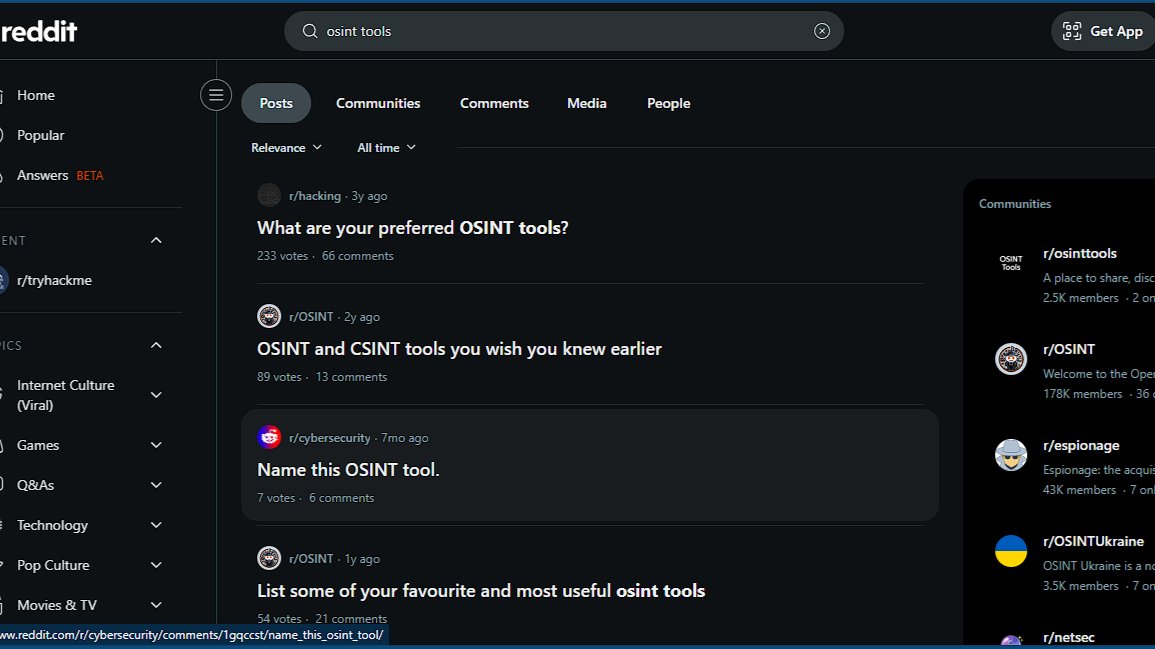 reddit
osint tools
Get App
Home
Popular
Answers BETA
ENT
r/tryhackme
PICS
Internet Culture
(Viral)
Games
Q&As
Technology
Pop Culture
Movies & TV
Posts Communities Comments Media People
Relevance All time
r/hacking · 3y ago
What are your preferred OSINT tools?
233 votes · 66 comments
r/OSINT · 2y ago
OSINT and CSINT tools you wish you knew earlier
89 votes · 13 comments
r/cybersecurity · 7mo ago
Name this OSINT tool.
7 votes · 6 comments
r/OSINT · 1y ago
List some of your favourite and most useful osint tools
54 votes · 21 comments
Communities
OSINT
Tools
r/osinttools
A place to share, disc
2.5K members · 2 on
r/OSINT
Welcome to the Ope
178K members · 36 o
r/espionage
Espionage: the acquis
43K members · 7 onl
r/OSINTUkraine
OSINT Ukraine is a no
3.5K members · 7 on
r/netsec
ww.reddit.com/r/cybersecurity/comments/1gqccst/name_this_osint_tool/